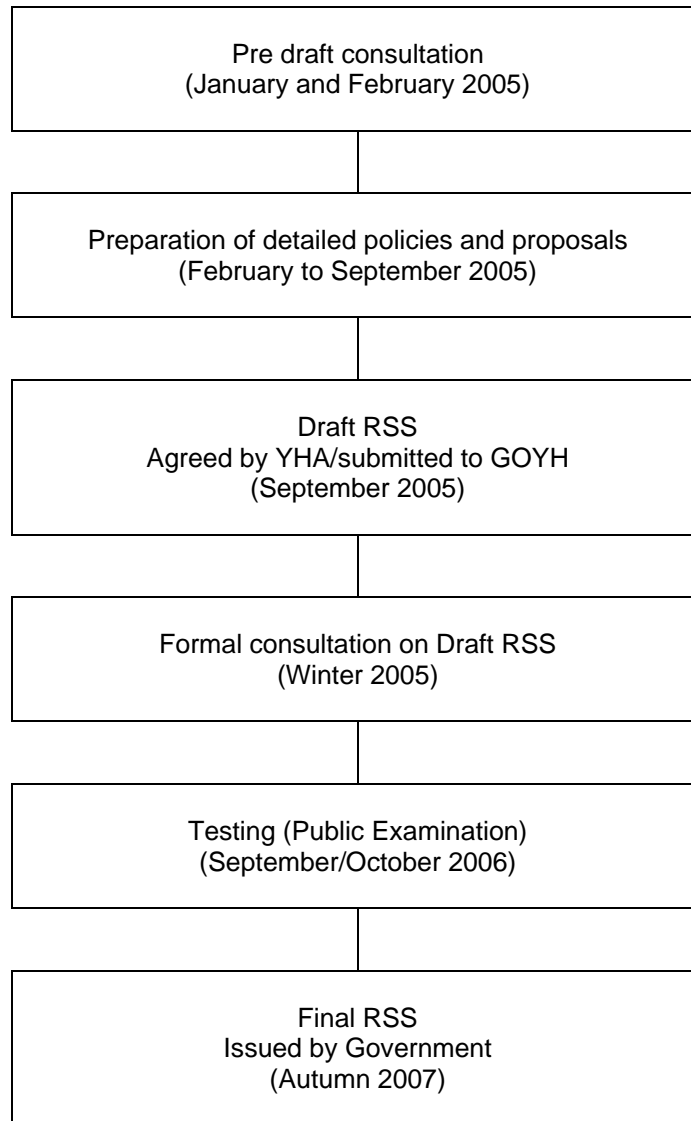 Pre draft consultation
(January and February 2005)
Preparation of detailed policies and proposals
(February to September 2005)
Draft RSS
Agreed by YHA/submitted to GOYH
(September 2005)
Formal consultation on Draft RSS
(Winter 2005)
Testing (Public Examination)
(September/October 2006)
Final RSS
Issued by Government
(Autumn 2007)